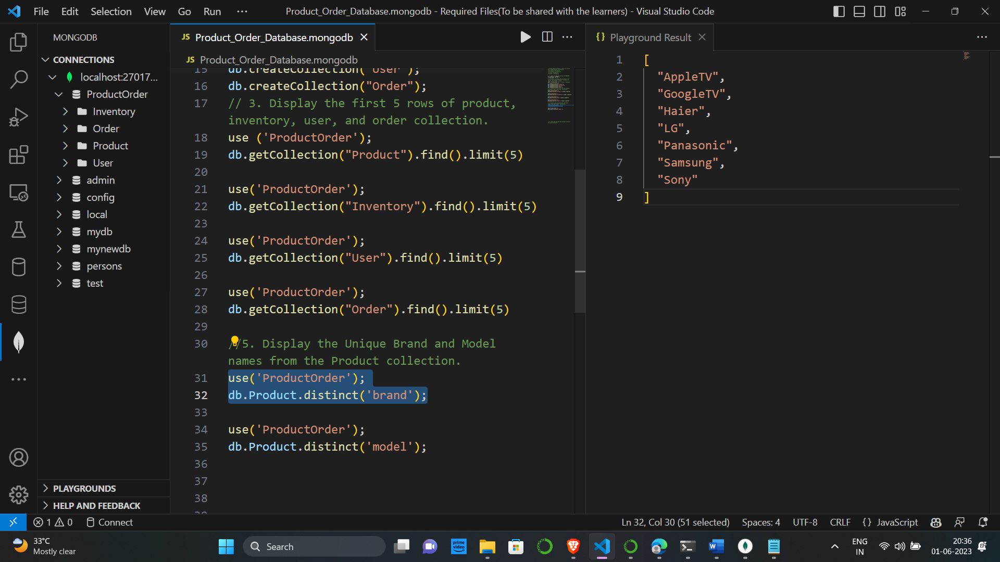 File Edit Selection View Go Run ··· Product_Order_Database.mongodb - Required Files(To be shared with the learners) - Visual Studio Code
MONGODB
CONNECTIONS
localhost:27017...
ProductOrder
Inventory
Order
Product
User
admin
config
local
mydb
mynewdb
persons
test
PLAYGROUNDS
HELP AND FEEDBACK
JS Product_Order_Database.mongodb
JS Product_Order_Database.mongodb
15 db.createCollection("User");
16 db.createCollection("Order");
17 // 3. Display the first 5 rows of product,
inventory, user, and order collection.
18 use ('ProductOrder');
19 db.getCollection("Product").find().limit(5)
20
21 use('ProductOrder');
22 db.getCollection("Inventory").find().limit(5)
23
24 use('ProductOrder');
25 db.getCollection("User").find().limit(5)
26
27 use('ProductOrder');
28 db.getCollection("Order").find().limit(5)
29
30 //5. Display the Unique Brand and Model
names from the Product collection.
31 use('ProductOrder');
32 db.Product.distinct('brand');
33
34 use('ProductOrder');
35 db.Product.distinct('model');
36
37
38
{} Playground Result
1 [
2 "AppleTV",
3 "GoogleTV",
4 "Haier",
5 "LG",
6 "Panasonic",
7 "Samsung",
8 "Sony"
9 ]
1 0 Connect
Ln 32, Col 30 (51 selected) Spaces: 4 UTF-8 CRLF {} JavaScript
33°C
Mostly clear
Search
prime video
ENG
IN
20:36
01-06-2023